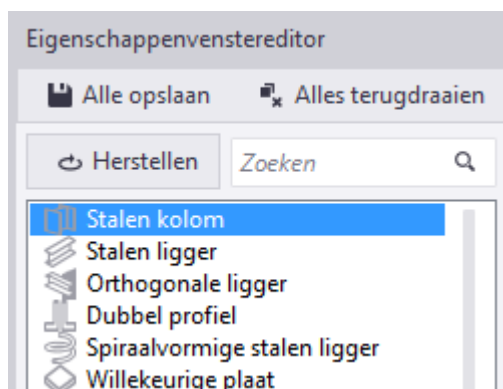 Eigenschappenvenstereditor
Alle opslaan Alles terugdraaien
Herstellen Zoeken
Stalen kolom
Stalen ligger
Orthogonale ligger
Dubbel profiel
Spiraalvormige stalen ligger
Willekeurige plaat